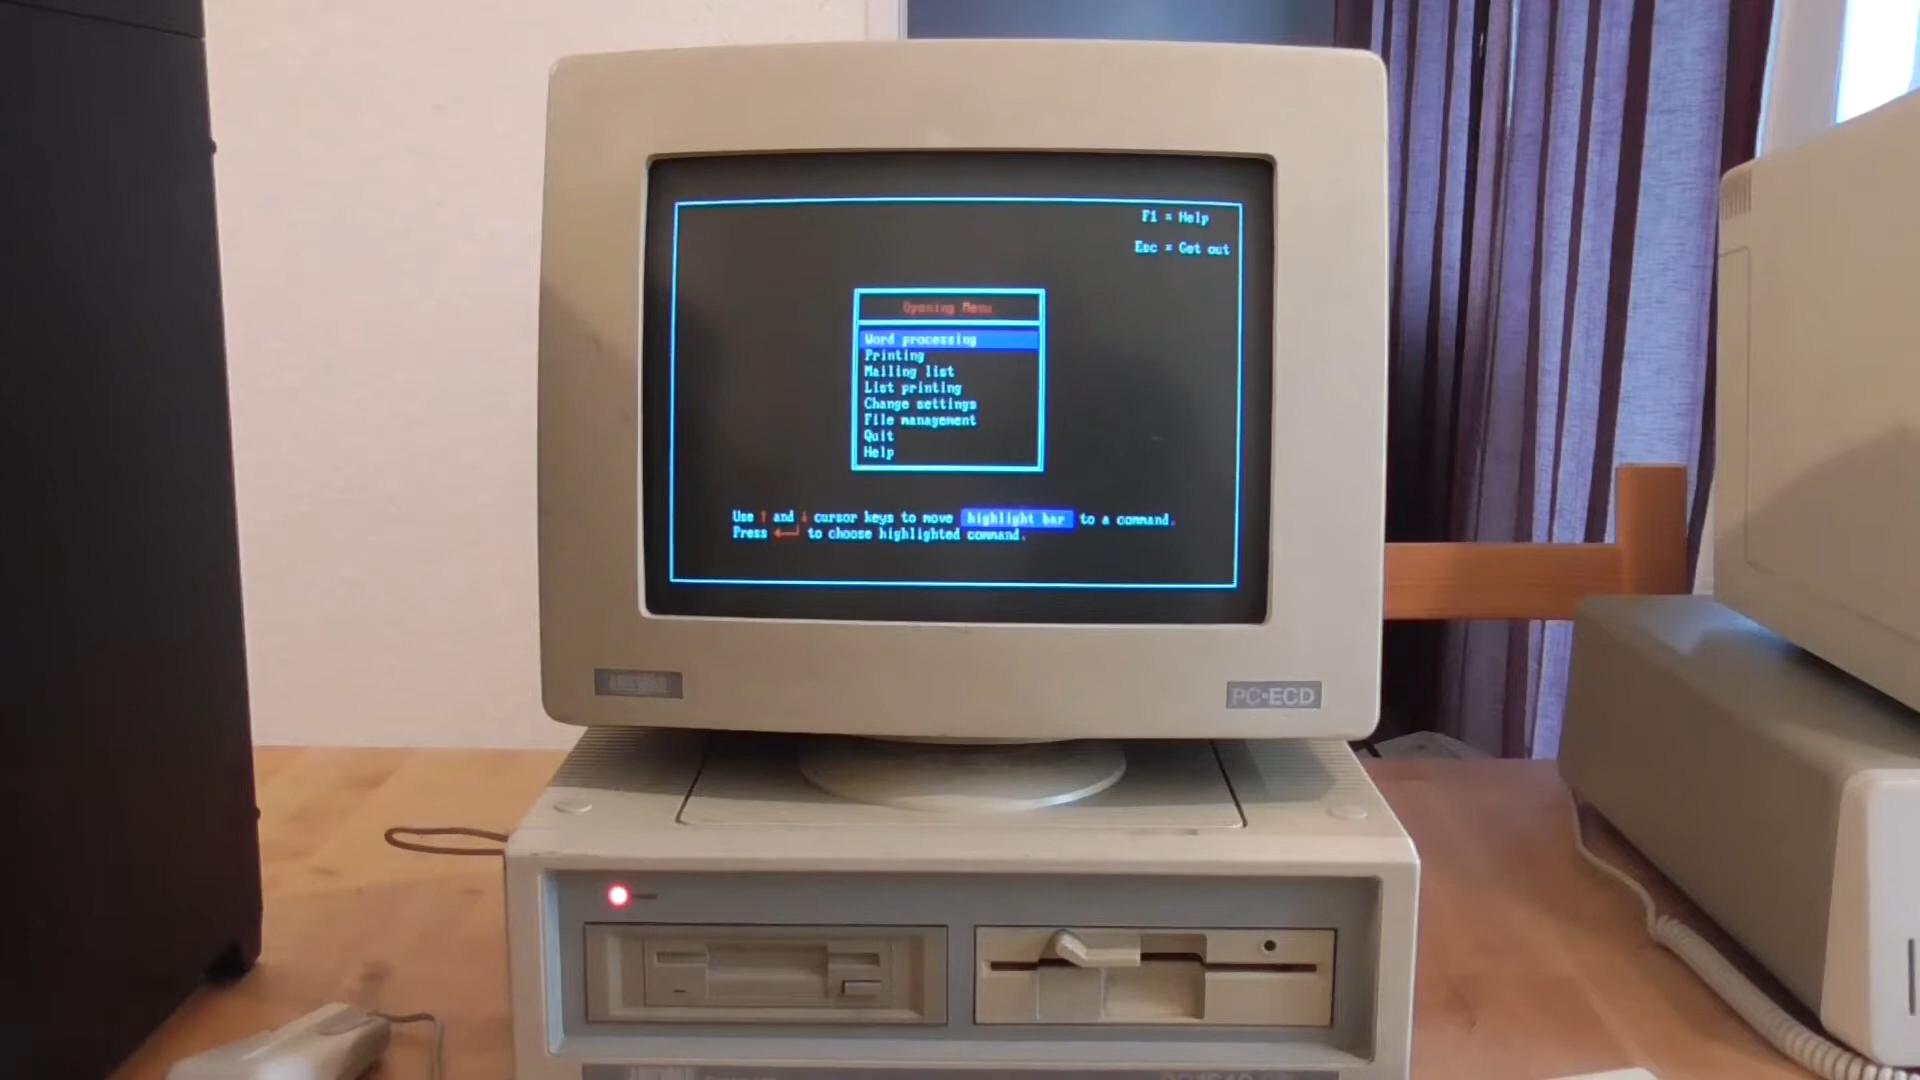 F1 = Help
Esc = Get out
Opening Menu
Word processing
Printing
Mailing list
List printing
Change settings
File management
Quit
Help
Use ↑ and ↓ cursor keys to move highlight bar to a command.
Press ←┘ to choose highlighted command.
PC-ECD